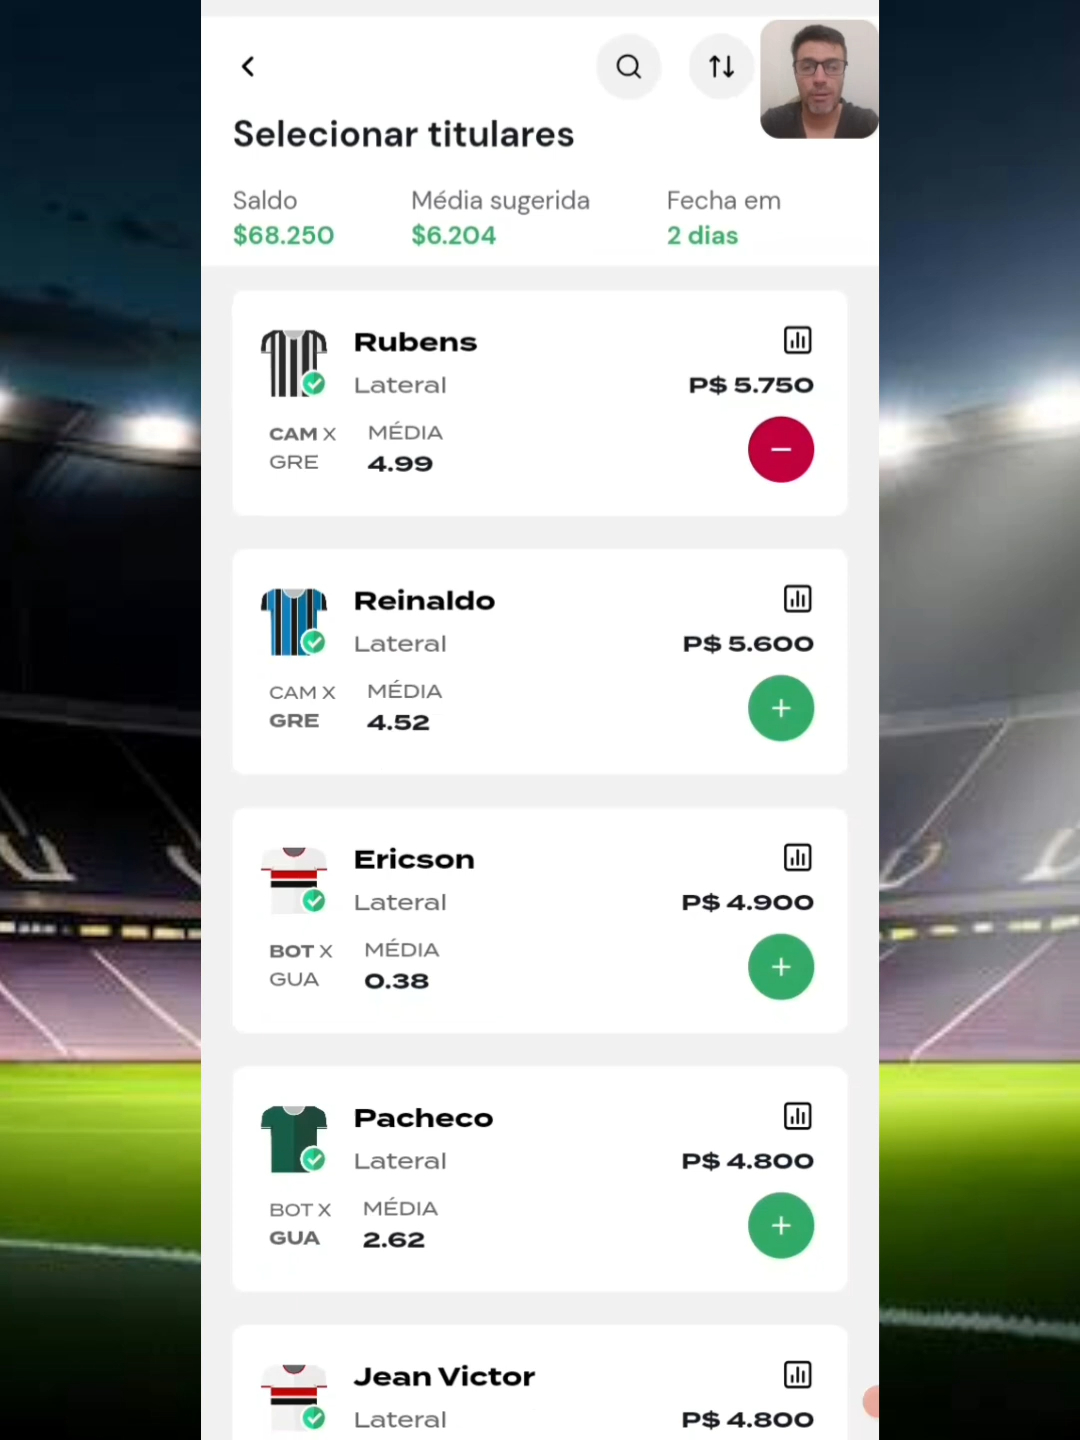 Selecionar titulares
Saldo
$68.250
Média sugerida
$6.204
Fecha em
2 dias
Rubens
Lateral
P$ 5.750
CAM X
GRE
MÉDIA
4.99
Reinaldo
Lateral
P$ 5.600
CAM X
GRE
MÉDIA
4.52
Ericson
Lateral
P$ 4.900
BOT X
GUA
MÉDIA
0.38
Pacheco
Lateral
P$ 4.800
BOT X
GUA
MÉDIA
2.62
Jean Victor
Lateral
P$ 4.800